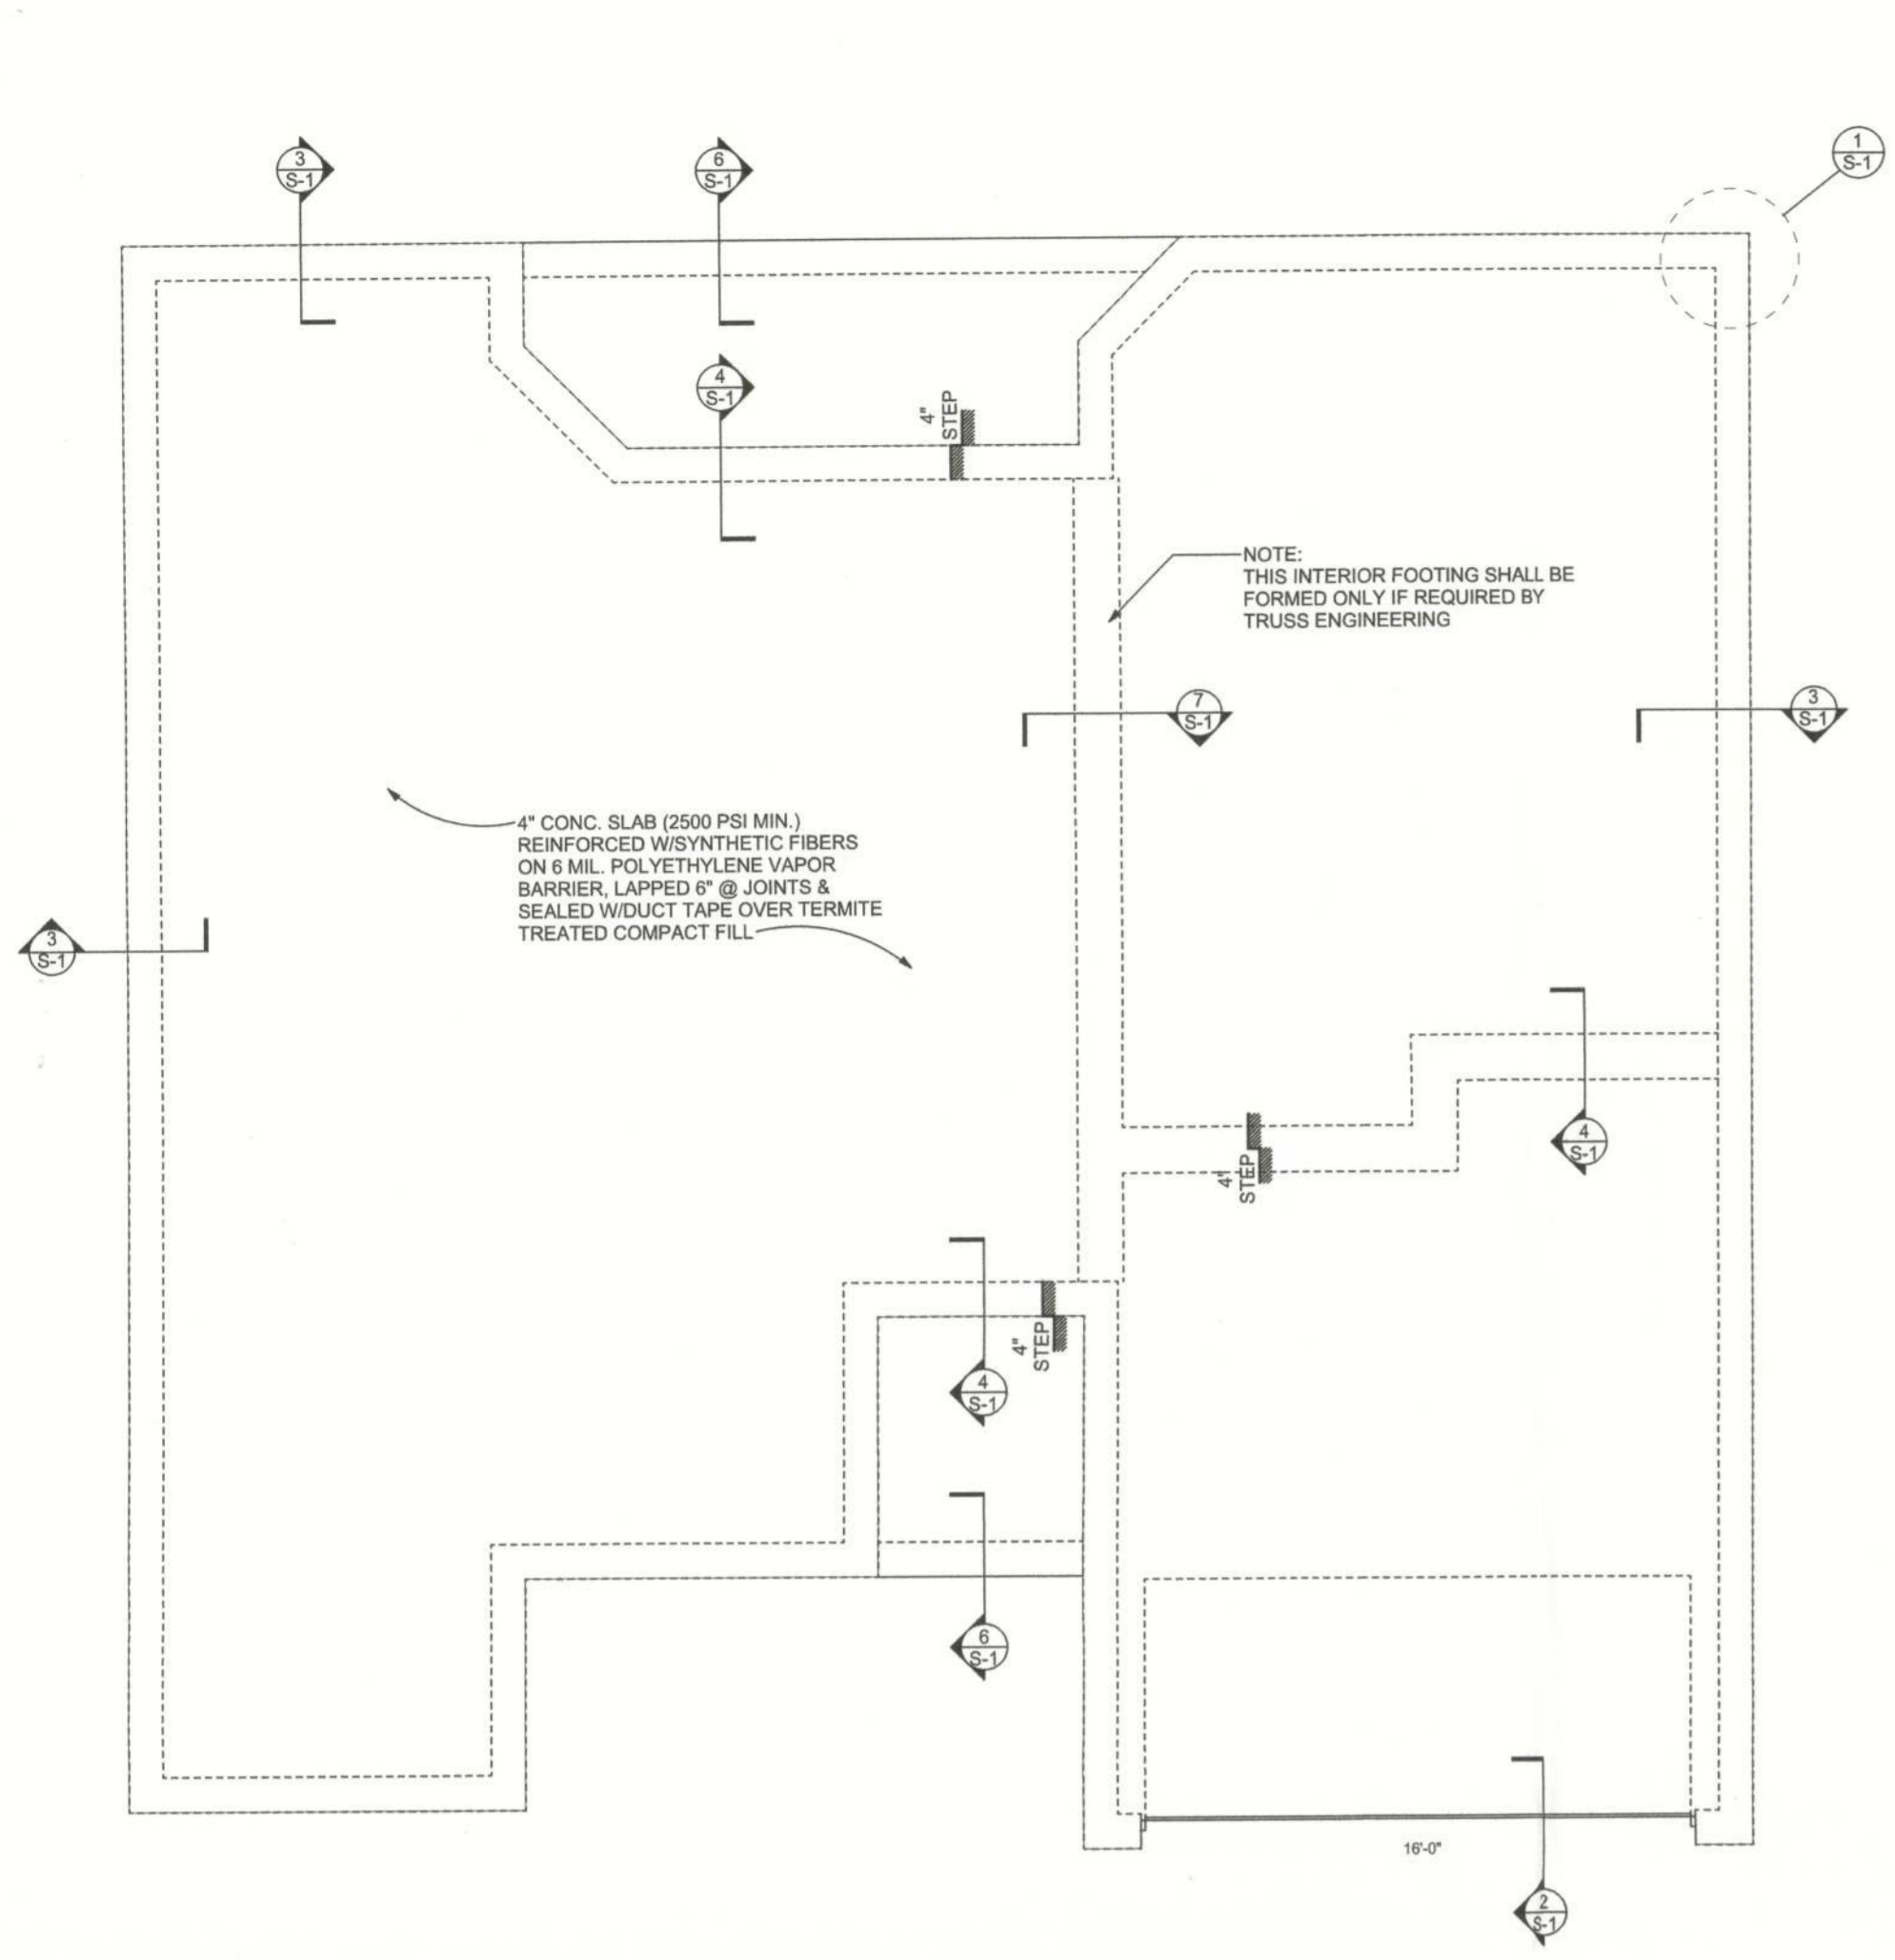 3
S-1
6
S-1
1
S-1
4
S-1
4"
STEP
NOTE:
THIS INTERIOR FOOTING SHALL BE
FORMED ONLY IF REQUIRED BY
TRUSS ENGINEERING
7
S-1
3
S-1
4" CONC. SLAB (2500 PSI MIN.)
REINFORCED W/SYNTHETIC FIBERS
ON 6 MIL. POLYETHYLENE VAPOR
BARRIER, LAPPED 6" @ JOINTS &
SEALED W/DUCT TAPE OVER TERMITE
TREATED COMPACT FILL
3
S-1
4
S-1
4"
STEP
4"
STEP
4
S-1
6
S-1
16'-0"
2
S-1